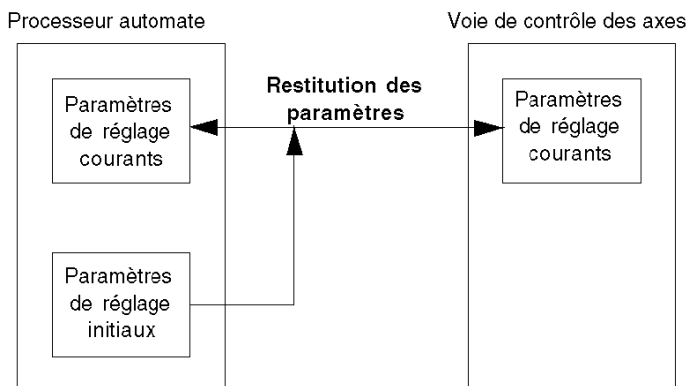 Processeur automate
Voie de contrôle des axes
Paramètres
de réglage
courants
Restitution des
paramètres
Paramètres
de réglage
courants
Paramètres
de réglage
initiaux